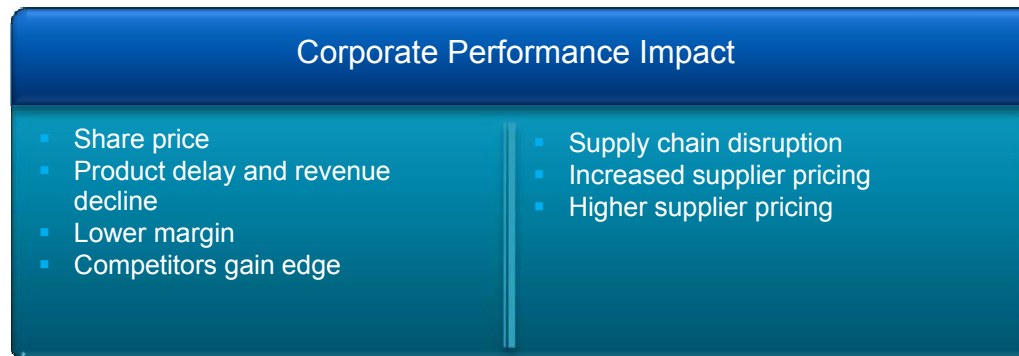 Corporate Performance Impact
Share price
Product delay and revenue
decline
Lower margin
Competitors gain edge
Supply chain disruption
Increased supplier pricing
Higher supplier pricing